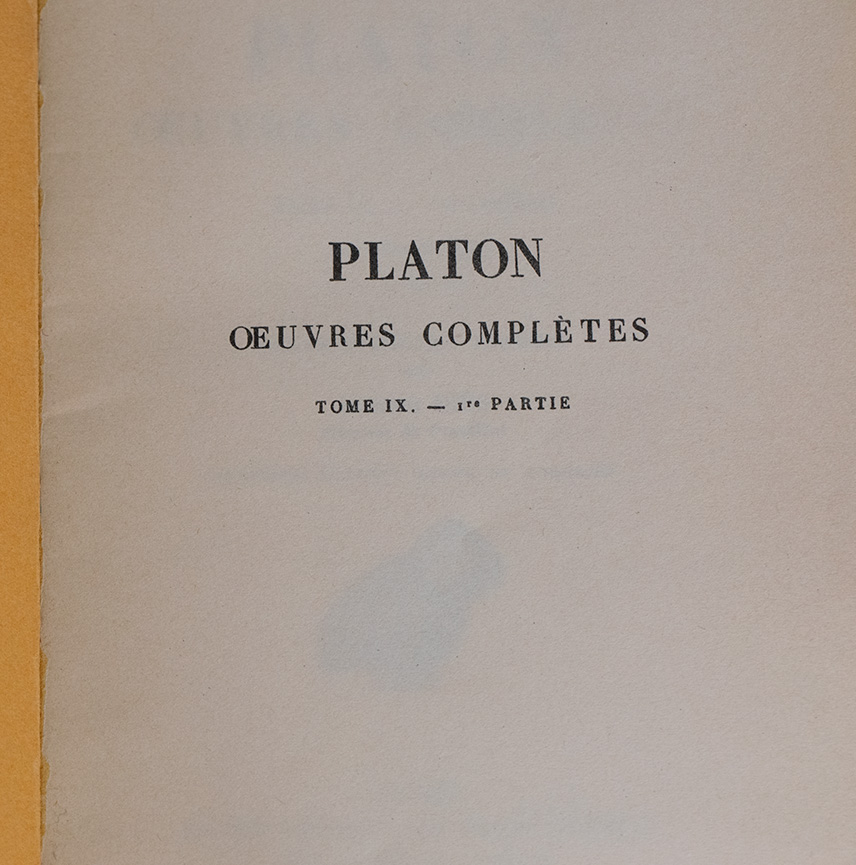 PLATON
ŒUVRES COMPLÈTES
TOME IX. — 1re PARTIE